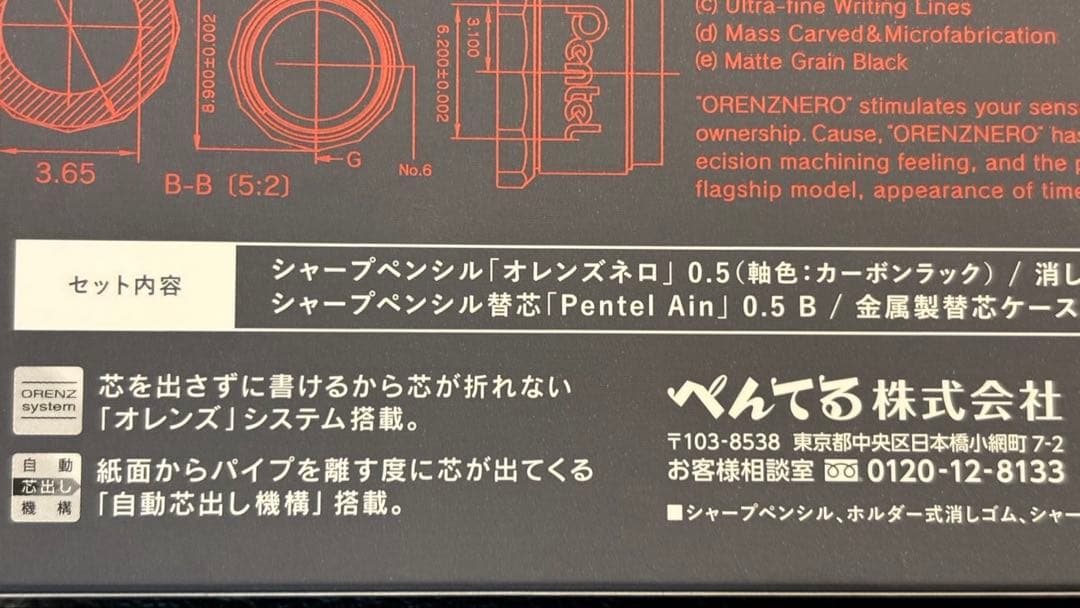 (c) Ultra-fine Writing Lines
(d) Mass Carved&Microfabrication
(e) Matte Grain Black
"ORENZNERO" stimulates your sens
ownership. Cause, "ORENZNERO" has
ecision machining feeling, and the p
flagship model, appearance of time
8.900±0.002
6.200±0.002
3.100
Pentel
3.65
B-B (5:2)
G
No.6
セット内容
シャープペンシル「オレンズネロ」0.5(軸色:カーボンラック) / 消し
シャープペンシル替芯「Pentel Ain」0.5 B / 金属製替芯ケース
ORENZ
system
芯を出さずに書けるから芯が折れない
「オレンズ」システム搭載。
自動
芯出し
機構
紙面からパイプを離す度に芯が出てくる
「自動芯出し機構」搭載。
ぺんてる株式会社
〒103-8538 東京都中央区日本橋小網町7-2
お客様相談室 0120-12-8133
■シャープペンシル、ホルダー式消しゴム、シャー